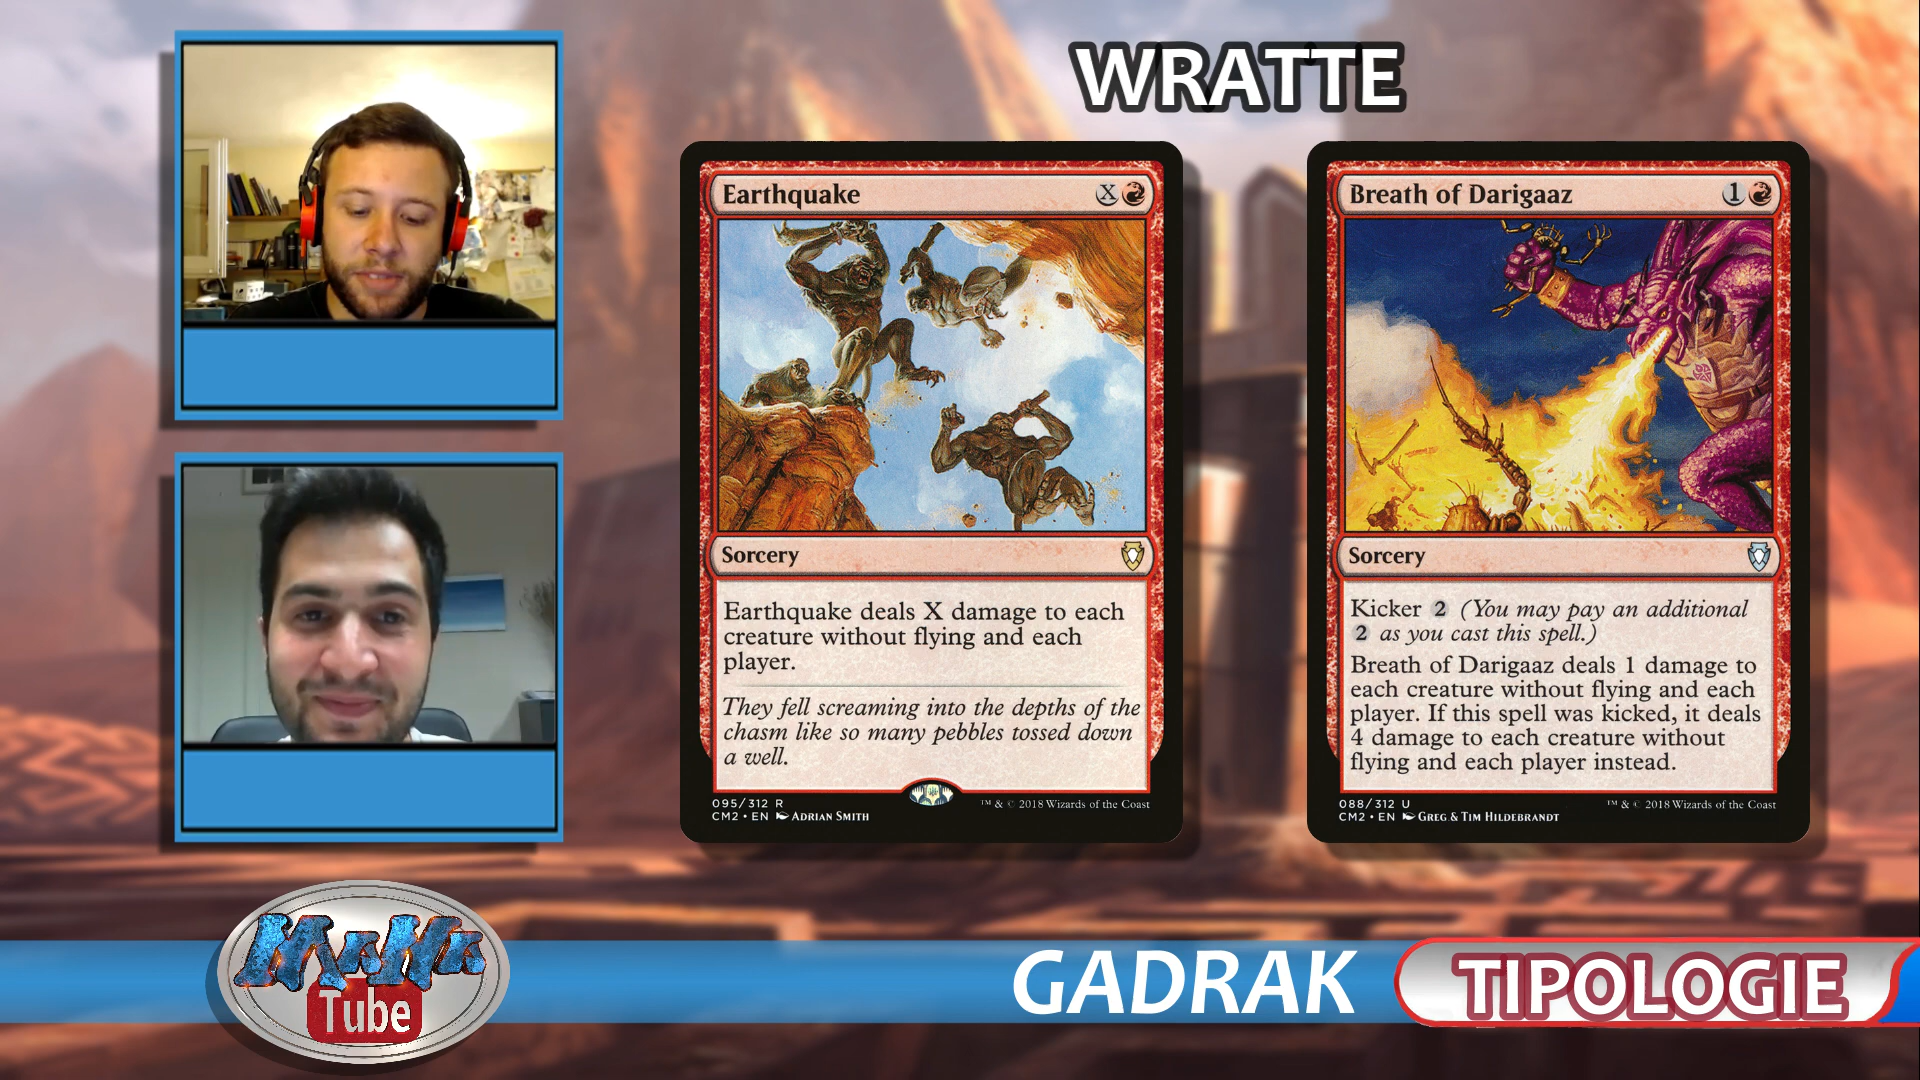 WRATTE
Earthquake X
Sorcery
Earthquake deals X damage to each
creature without flying and each
player.
They fell screaming into the depths of the
chasm like so many pebbles tossed down
a well.
095/312 R
CM2 • EN ADRIAN SMITH
™ & © 2018 Wizards of the Coast
Breath of Darigaaz 1
Sorcery
Kicker 2 (You may pay an additional
2 as you cast this spell.)
Breath of Darigaaz deals 1 damage to
each creature without flying and each
player. If this spell was kicked, it deals
4 damage to each creature without
flying and each player instead.
088/312 U
CM2 • EN GREG & TIM HILDEBRANDT
™ & © 2018 Wizards of the Coast
MaNa
Tube
GADRAK
TIPOLOGIE